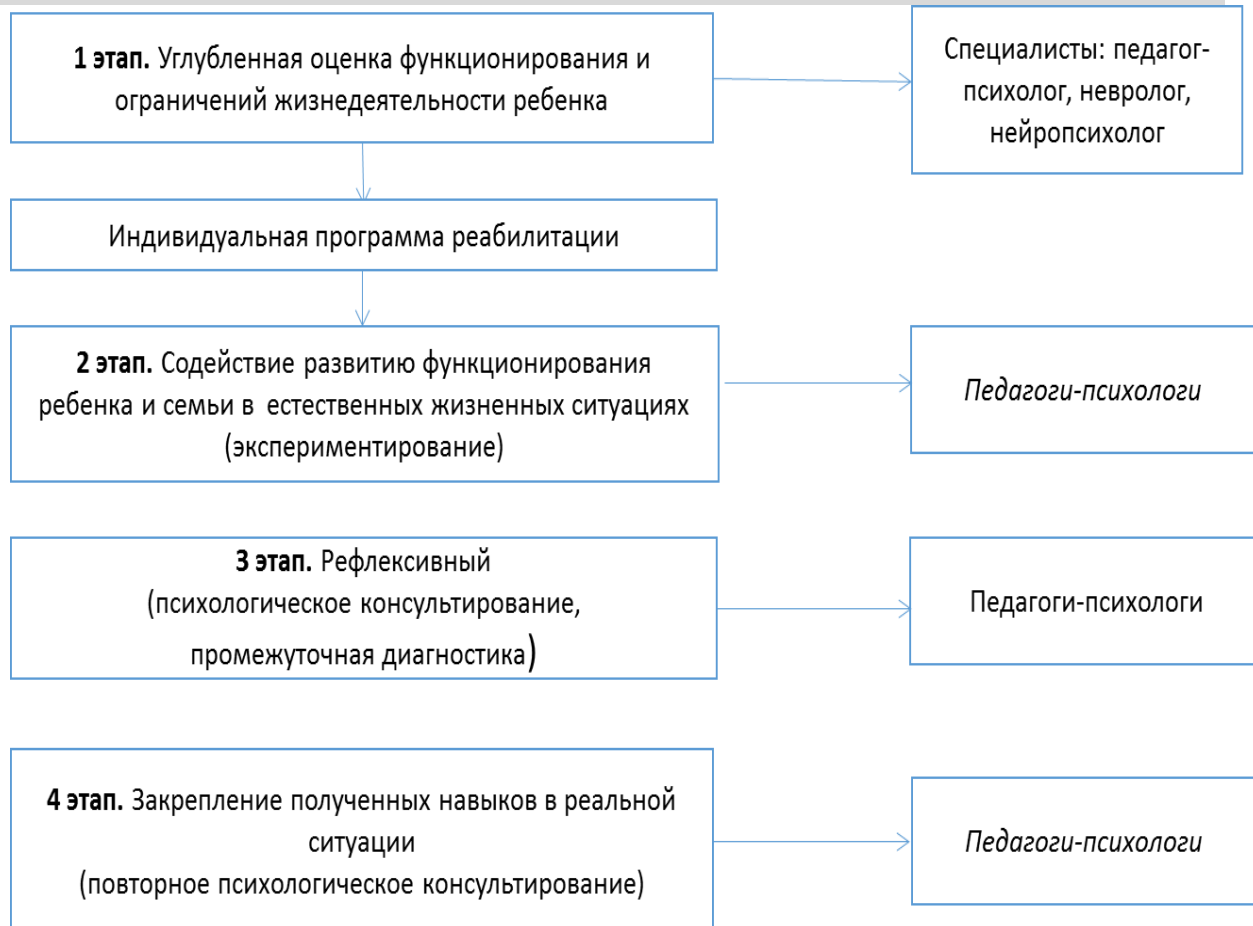 1 этап. Углубленная оценка функционирования и
ограничений жизнедеятельности ребенка
Специалисты: педагог-
психолог, невролог,
нейропсихолог
Индивидуальная программа реабилитации
2 этап. Содействие развитию функционирования
ребенка и семьи в естественных жизненных ситуациях
(экспериментирование)
Педагоги-психологи
3 этап. Рефлексивный
(психологическое консультирование,
промежуточная диагностика)
Педагоги-психологи
4 этап. Закрепление полученных навыков в реальной
ситуации
(повторное психологическое консультирование)
Педагоги-психологи